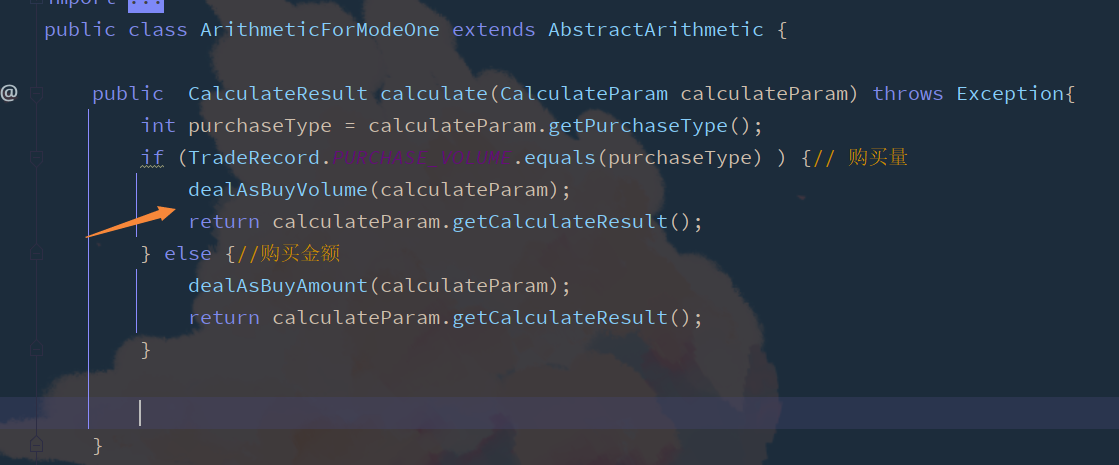 import ...
public class ArithmeticForModeOne extends AbstractArithmetic {
@ public  CalculateResult calculate(CalculateParam calculateParam) throws Exception{
int purchaseType = calculateParam.getPurchaseType();
if (TradeRecord.PURCHASE_VOLUME.equals(purchaseType) ) {// 购买量
dealAsBuyVolume(calculateParam);
return calculateParam.getCalculateResult();
} else {//购买金额
dealAsBuyAmount(calculateParam);
return calculateParam.getCalculateResult();
}
}